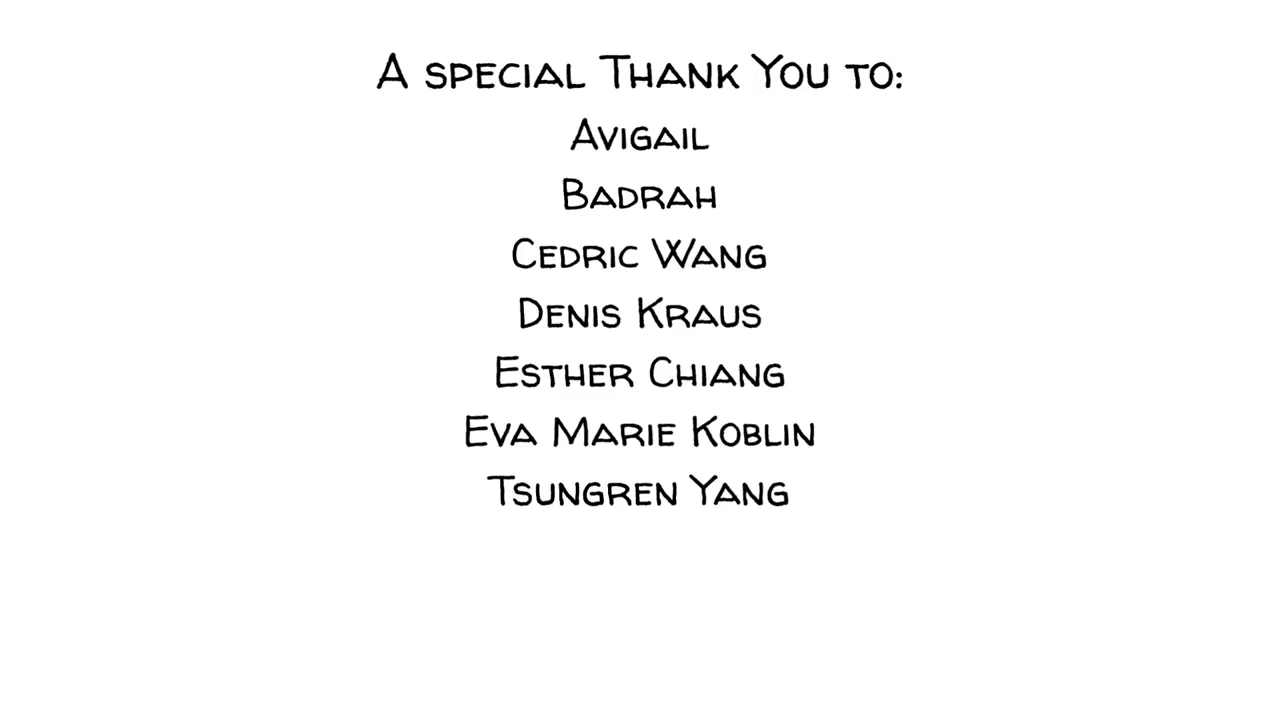 A special Thank You to:
Avigail
Badrah
Cedric Wang
Denis Kraus
Esther Chiang
Eva Marie Koblin
Tsungren Yang